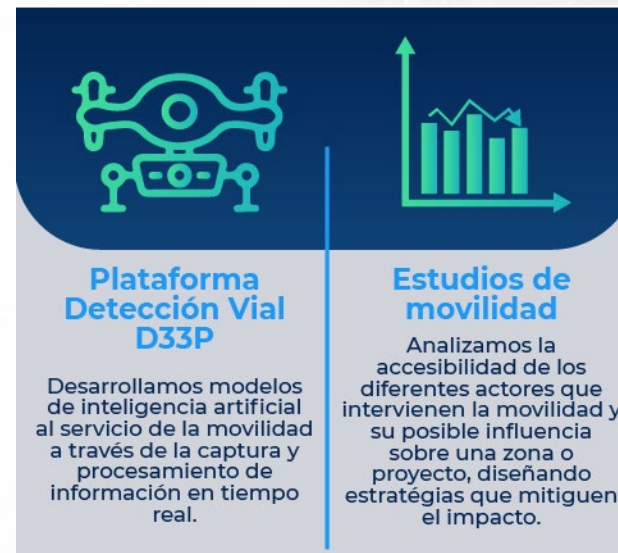 Plataforma
Detección Vial
D33P
Desarrollamos modelos
de inteligencia artificial
al servicio de la movilidad
a través de la captura y
procesamiento de
información en tiempo
real.
Estudios de
movilidad
Analizamos la
accesibilidad de los
diferentes actores que
intervienen la movilidad y
su posible influencia
sobre una zona o
proyecto, diseñando
estratégias que mitiguen
el impacto.